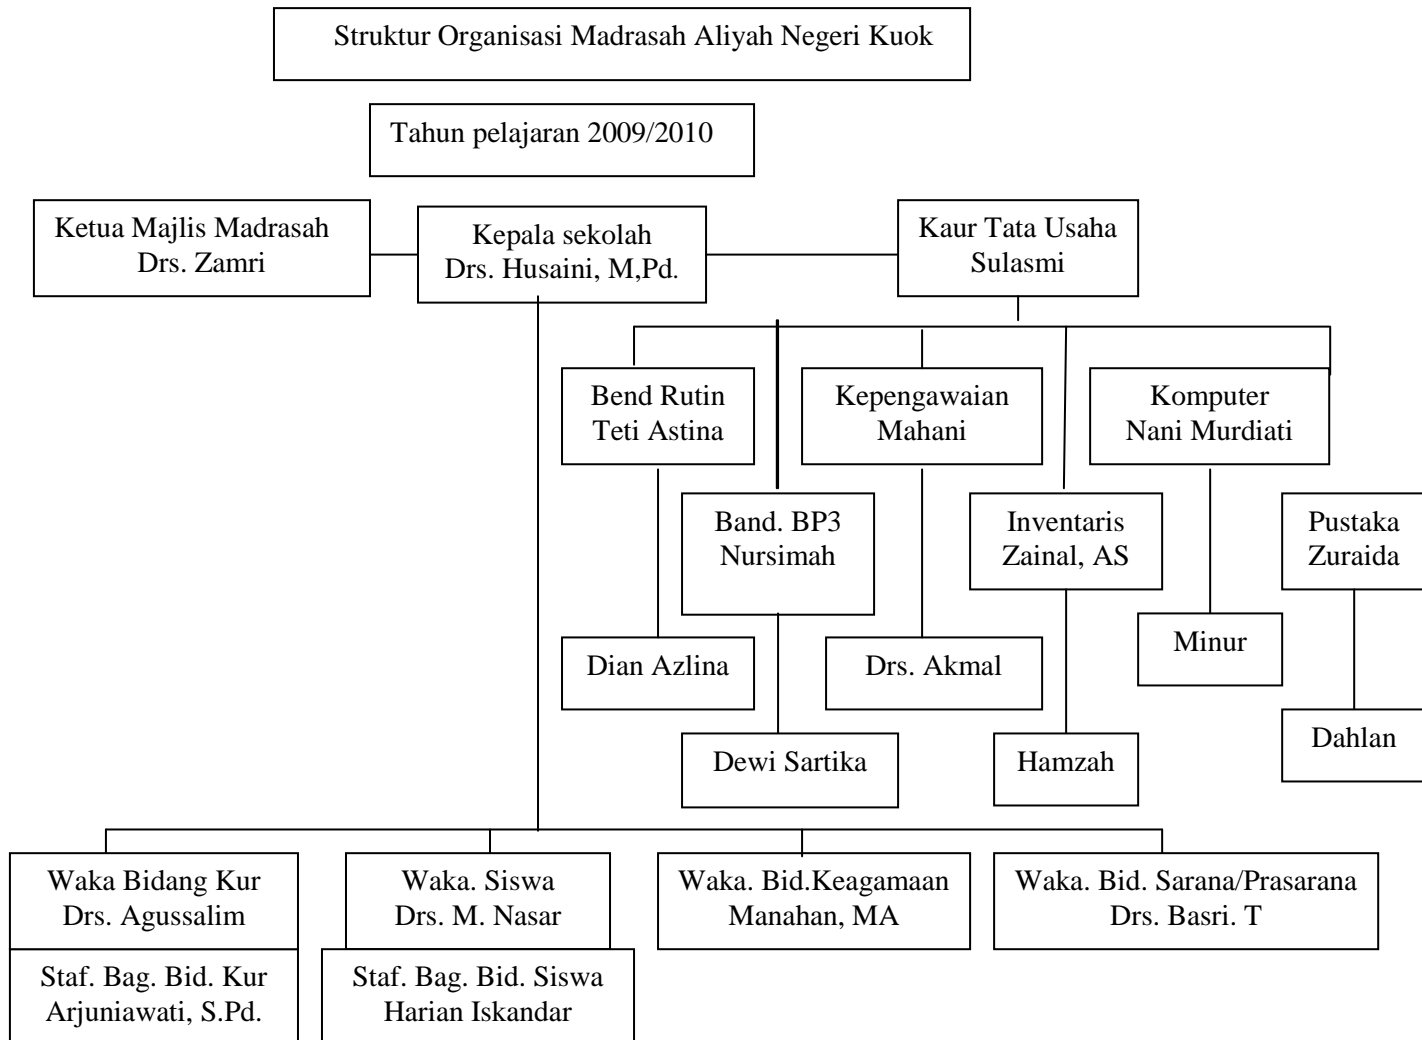 Struktur Organisasi Madrasah Aliyah Negeri Kuok
Tahun pelajaran 2009/2010
Ketua Majlis Madrasah
Drs. Zamri
Kepala sekolah
Drs. Husaini, M,Pd.
Kaur Tata Usaha
Sulasmi
Bend Rutin
Teti Astina
Kepengawaian
Mahani
Komputer
Nani Murdiati
Band. BP3
Nursimah
Inventaris
Zainal, AS
Pustaka
Zuraida
Dian Azlina
Drs. Akmal
Minur
Dewi Sartika
Hamzah
Dahlan
Waka Bidang Kur
Drs. Agussalim
Waka. Siswa
Drs. M. Nasar
Waka. Bid.Keagamaan
Manahan, MA
Waka. Bid. Sarana/Prasarana
Drs. Basri. T
Staf. Bag. Bid. Kur
Arjuniawati, S.Pd.
Staf. Bag. Bid. Siswa
Harian Iskandar